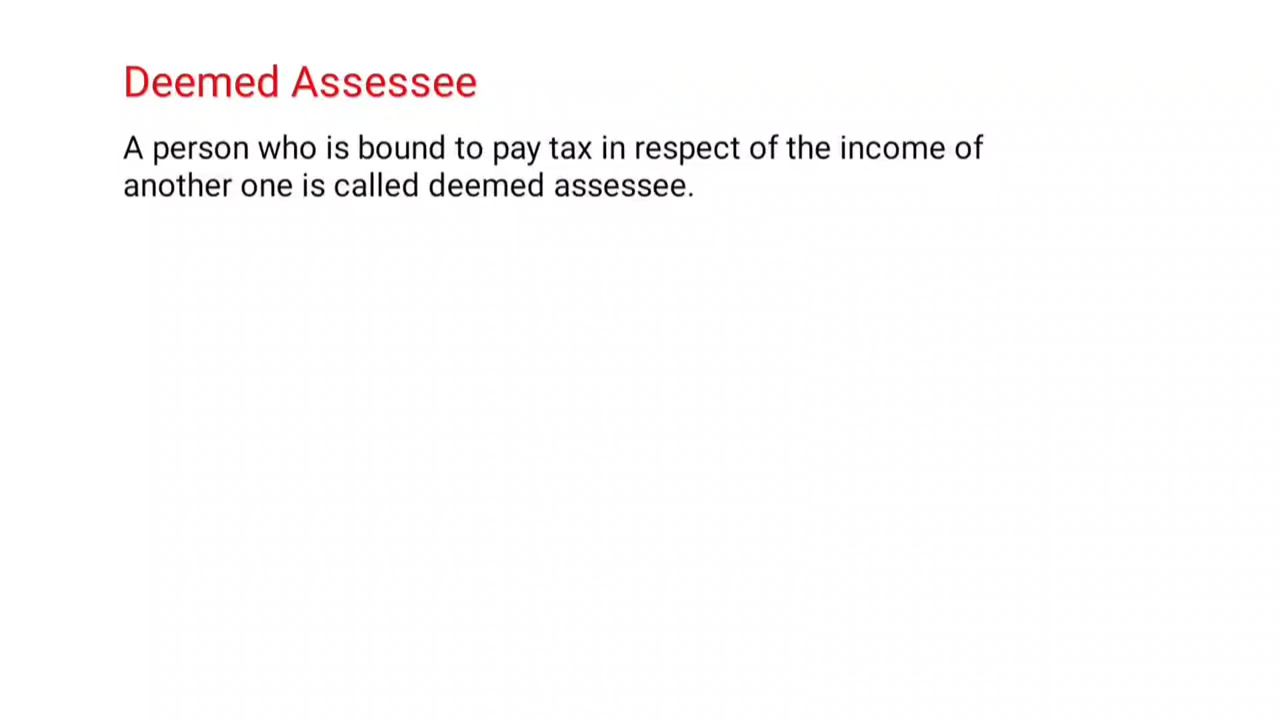 Deemed Assessee
A person who is bound to pay tax in respect of the income of
another one is called deemed assessee.